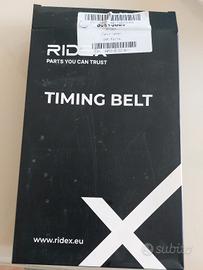 RIDEX
PARTS YOU CAN TRUST
TIMING BELT
www.ridex.eu
subito